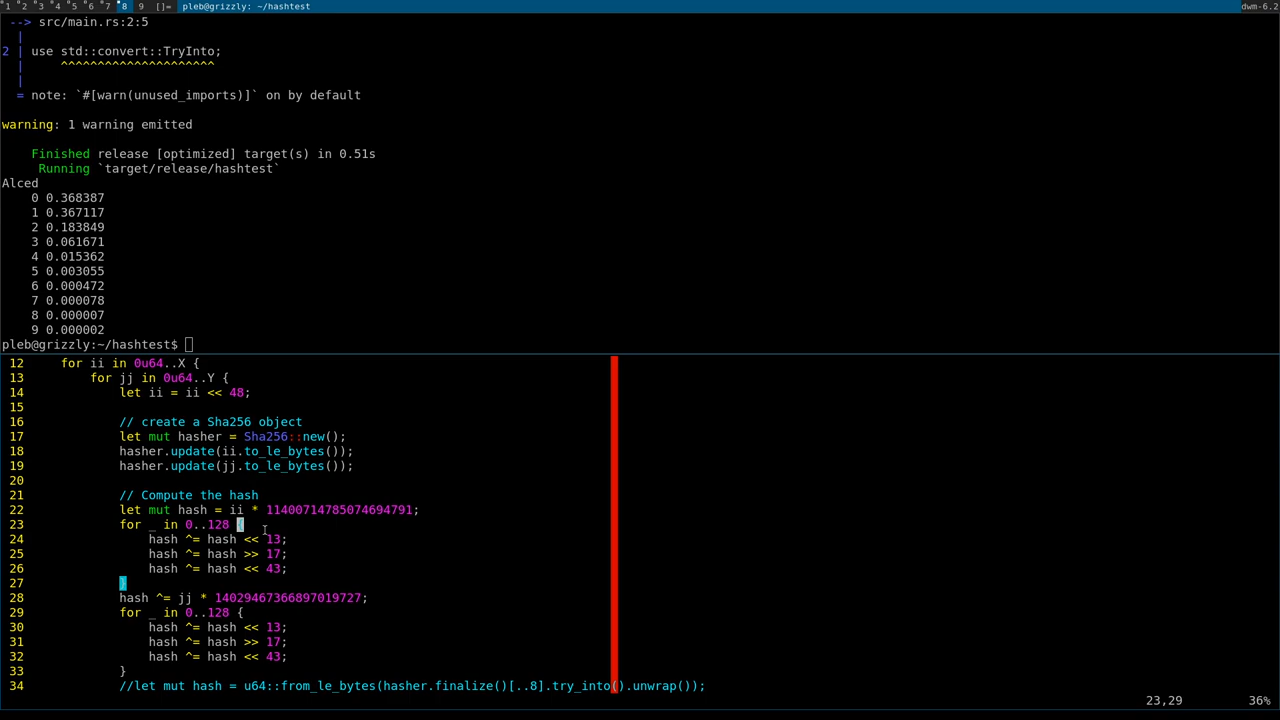 1 2 3 4 5 6 7 8 9 []= pleb@grizzly: ~/hashtest dwm-6.2
--> src/main.rs:2:5
|
2 | use std::convert::TryInto;
|     ^^^^^^^^^^^^^^^^^^^^^
|
= note: `#[warn(unused_imports)]` on by default
warning: 1 warning emitted
Finished release [optimized] target(s) in 0.51s
Running `target/release/hashtest`
Alced
0 0.368387
1 0.367117
2 0.183849
3 0.061671
4 0.015362
5 0.003055
6 0.000472
7 0.000078
8 0.000007
9 0.000002
pleb@grizzly:~/hashtest$
12 for ii in 0u64..X {
13 for jj in 0u64..Y {
14 let ii = ii << 48;
15
16 // create a Sha256 object
17 let mut hasher = Sha256::new();
18 hasher.update(ii.to_le_bytes());
19 hasher.update(jj.to_le_bytes());
20
21 // Compute the hash
22 let mut hash = ii * 11400714785074694791;
23 for _ in 0..128 {
24 hash ^= hash << 13;
25 hash ^= hash >> 17;
26 hash ^= hash << 43;
27 }
28 hash ^= jj * 14029467366897019727;
29 for _ in 0..128 {
30 hash ^= hash << 13;
31 hash ^= hash >> 17;
32 hash ^= hash << 43;
33 }
34 //let mut hash = u64::from_le_bytes(hasher.finalize()[..8].try_into().unwrap());
23,29 36%